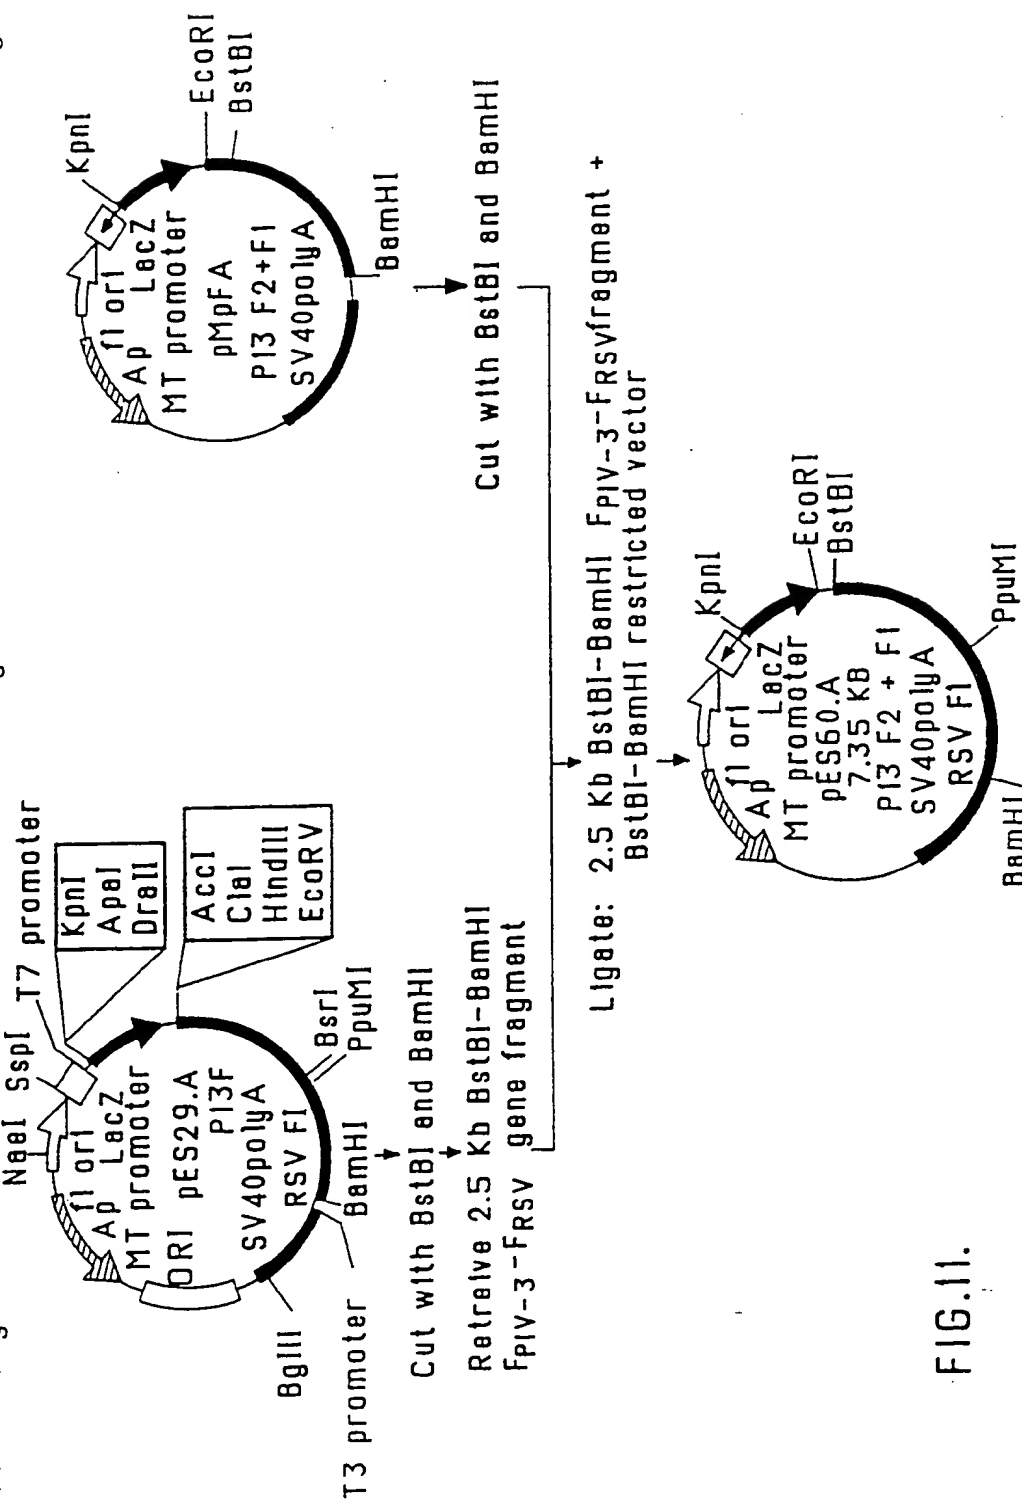 NaeI
SspI
T7 promoter
KpnI
ApaI
DraII
AccI
ClaI
HindIII
EcoRV
f1 ori
Ap LacZ
MT promoter
ORI pES29.A
PI3F
SV40polyA
RSV F1
BsrI
PpuMI
BamHI
BglII
T3 promoter
Cut with BstBI and BamHI
Retreive 2.5 Kb BstBI-BamHI
FPIV-3-FRSV gene fragment
KpnI
EcoRI
BstBI
f1 ori
Ap LacZ
MT promoter
pMpFA
PI3 F2+F1
SV40polyA
BamHI
Cut with BstBI and BamHI
Ligate: 2.5 Kb BstBI-BamHI FPIV-3-FRSVfragment +
BstBI-BamHI restricted vector
KpnI
EcoRI
BstBI
f1 ori
Ap LacZ
MT promoter
pES60.A
7.35 KB
PI3 F2 + F1
SV40polyA
RSV F1
PpuMI
BamHI
FIG.11.